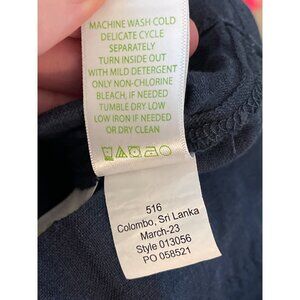 MACHINE WASH COLD
DELICATE CYCLE
SEPARATELY
TURN INSIDE OUT
WITH MILD DETERGENT
ONLY NON-CHLORINE
BLEACH, IF NEEDED
TUMBLE DRY LOW
LOW IRON IF NEEDED
OR DRY CLEAN
516
Colombo, Sri Lanka
March-23
Style 013056
PO 058521